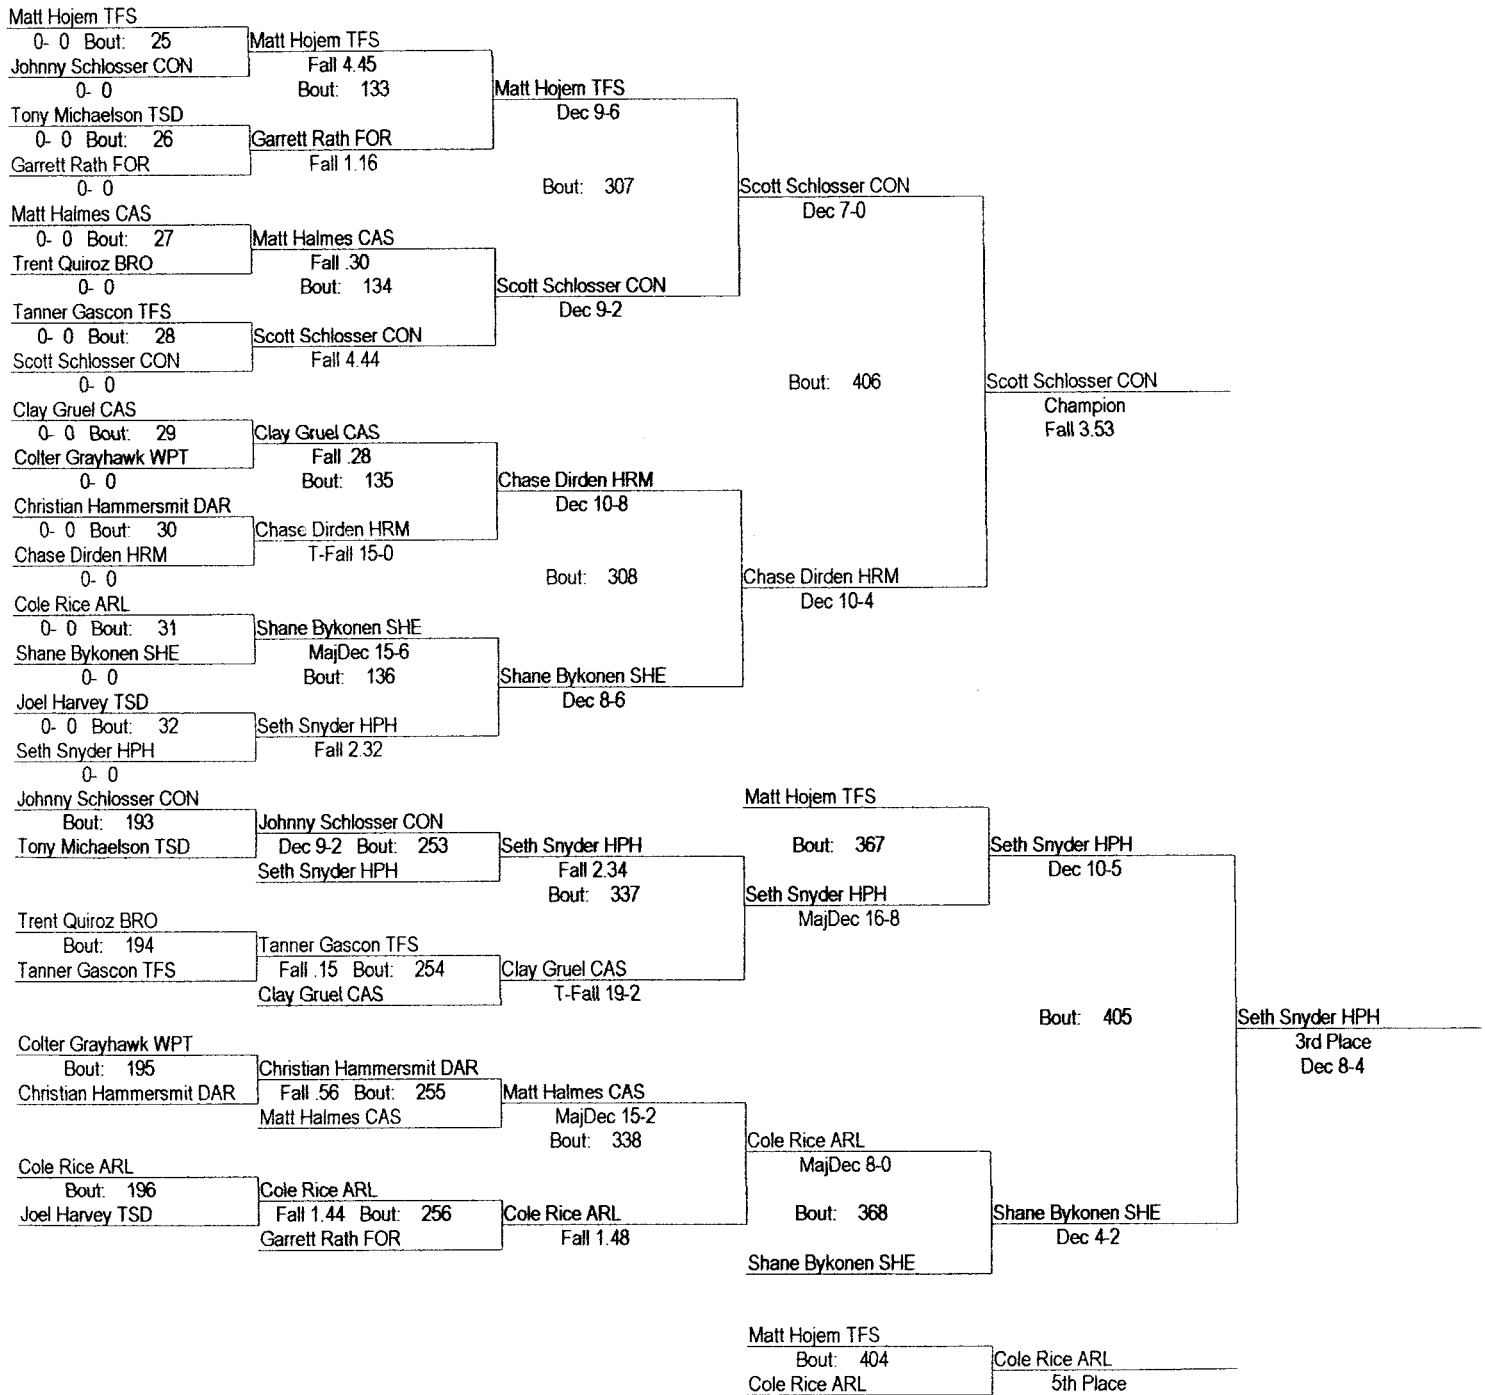 Matt Hojem TFS
0- 0 Bout: 25
Johnny Schlosser CON
0- 0
Tony Michaelson TSD
0- 0 Bout: 26
Garrett Rath FOR
0- 0
Matt Halmes CAS
0- 0 Bout: 27
Trent Quiroz BRO
0- 0
Tanner Gascon TFS
0- 0 Bout: 28
Scott Schlosser CON
0- 0
Clay Gruel CAS
0- 0 Bout: 29
Colter Grayhawk WPT
0- 0
Christian Hammersmit DAR
0- 0 Bout: 30
Chase Dirden HRM
0- 0
Cole Rice ARL
0- 0 Bout: 31
Shane Bykonen SHE
0- 0
Joel Harvey TSD
0- 0 Bout: 32
Seth Snyder HPH
0- 0
Matt Hojem TFS
Fall 4.45
Bout: 133
Garrett Rath FOR
Fall 1.16
Matt Halmes CAS
Fall .30
Bout: 134
Scott Schlosser CON
Fall 4.44
Clay Gruel CAS
Fall .28
Bout: 135
Chase Dirden HRM
T-Fall 15-0
Shane Bykonen SHE
MajDec 15-6
Bout: 136
Seth Snyder HPH
Fall 2.32
Matt Hojem TFS
Dec 9-6
Bout: 307
Scott Schlosser CON
Dec 9-2
Chase Dirden HRM
Dec 10-8
Bout: 308
Shane Bykonen SHE
Dec 8-6
Scott Schlosser CON
Dec 7-0
Bout: 406
Chase Dirden HRM
Dec 10-4
Scott Schlosser CON
Champion
Fall 3.53
Johnny Schlosser CON
Bout: 193
Tony Michaelson TSD
Trent Quiroz BRO
Bout: 194
Tanner Gascon TFS
Colter Grayhawk WPT
Bout: 195
Christian Hammersmit DAR
Cole Rice ARL
Bout: 196
Joel Harvey TSD
Johnny Schlosser CON
Dec 9-2 Bout: 253
Seth Snyder HPH
Tanner Gascon TFS
Fall .15 Bout: 254
Clay Gruel CAS
Christian Hammersmit DAR
Fall .56 Bout: 255
Matt Halmes CAS
Cole Rice ARL
Fall 1.44 Bout: 256
Garrett Rath FOR
Seth Snyder HPH
Fall 2.34
Bout: 337
Clay Gruel CAS
T-Fall 19-2
Matt Halmes CAS
MajDec 15-2
Bout: 338
Cole Rice ARL
Fall 1.48
Matt Hojem TFS
Bout: 367
Seth Snyder HPH
MajDec 16-8
Cole Rice ARL
MajDec 8-0
Bout: 368
Shane Bykonen SHE
Seth Snyder HPH
Dec 10-5
Bout: 405
Shane Bykonen SHE
Dec 4-2
Seth Snyder HPH
3rd Place
Dec 8-4
Matt Hojem TFS
Bout: 404
Cole Rice ARL
Cole Rice ARL
5th Place